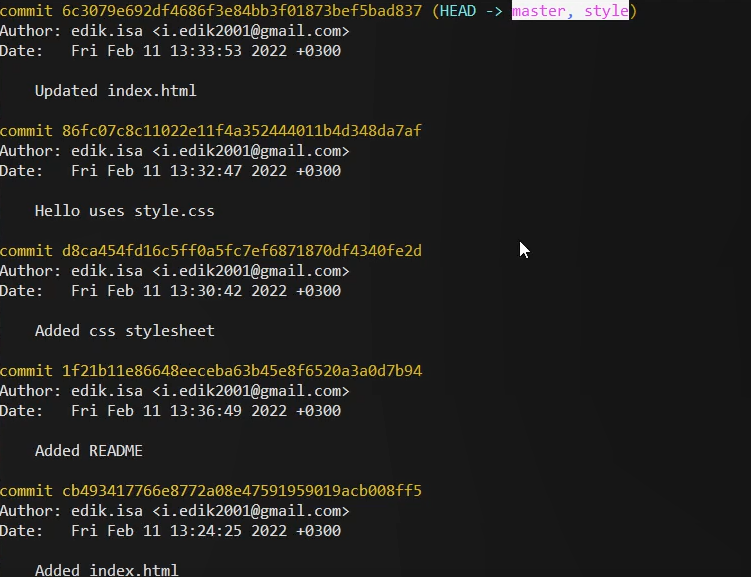 commit 6c3079e692df4686f3e84bb3f01873bef5bad837 (HEAD -> master, style)
Author: edik.isa <i.edik2001@gmail.com>
Date:   Fri Feb 11 13:33:53 2022 +0300
Updated index.html
commit 86fc07c8c11022e11f4a352444011b4d348da7af
Author: edik.isa <i.edik2001@gmail.com>
Date:   Fri Feb 11 13:32:47 2022 +0300
Hello uses style.css
commit d8ca454fd16c5ff0a5fc7ef6871870df4340fe2d
Author: edik.isa <i.edik2001@gmail.com>
Date:   Fri Feb 11 13:30:42 2022 +0300
Added css stylesheet
commit 1f21b11e86648eeceba63b45e8f6520a3a0d7b94
Author: edik.isa <i.edik2001@gmail.com>
Date:   Fri Feb 11 13:36:49 2022 +0300
Added README
commit cb493417766e8772a08e47591959019acb008ff5
Author: edik.isa <i.edik2001@gmail.com>
Date:   Fri Feb 11 13:24:25 2022 +0300
Added index.html